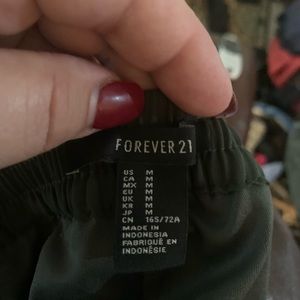 FOREVER 21
US M
CA M
MX M
EU M
UK M
KR M
JP M
CN 165/72A
MADE IN
INDONESIA
FABRIQUÉ EN
INDONÉSIE